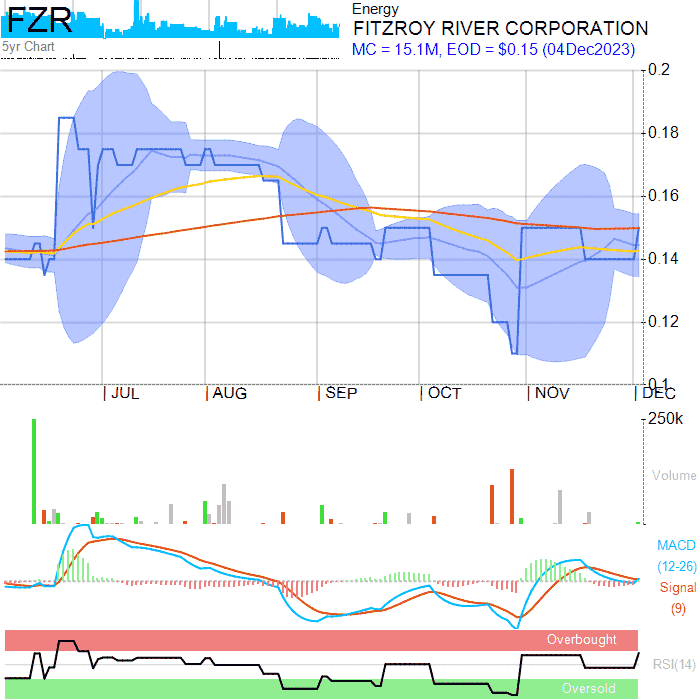 FZR
5yr Chart
Energy
FITZROY RIVER CORPORATION
MC = 15.1M, EOD = $0.15 (04Dec2023)
0.2
0.18
0.16
0.14
0.12
0.1
JUL AUG SEP OCT NOV DEC
250k
Volume
MACD
(12-26)
Signal
(9)
Overbought
RSI(14)
Oversold